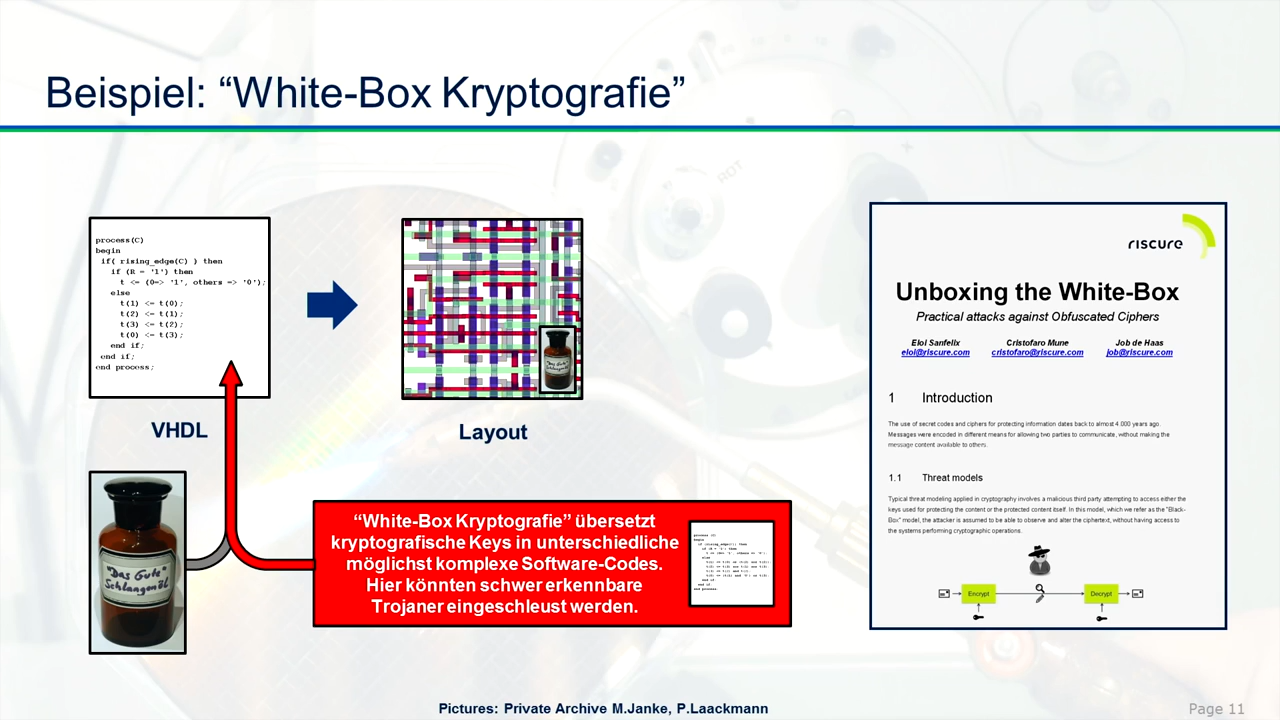 Beispiel: “White-Box Kryptografie”
process(C)
begin
if( rising_edge(C) ) then
if (R = '1') then
t <= (0=> '1', others => '0');
else
t(1) <= t(0);
t(2) <= t(1);
t(3) <= t(2);
t(0) <= t(3);
end if;
end if;
end process;
VHDL
Layout
"Das Gute"
Schlangenöl
“White-Box Kryptografie” übersetzt
kryptografische Keys in unterschiedliche
möglichst komplexe Software-Codes.
Hier könnten schwer erkennbare
Trojaner eingeschleust werden.
riscure
Unboxing the White-Box
Practical attacks against Obfuscated Ciphers
Eloi Sanfelix Cristofaro Mune Job de Haas
eloi@riscure.com cristofaro@riscure.com job@riscure.com
1 Introduction
The use of secret codes and ciphers for protecting information dates back to almost 4.000 years ago.
Messages were encoded in different means for allowing two parties to communicate, without making the
message content available to others.
1.1 Threat models
Typical threat modeling applied in cryptography involves a malicious third party attempting to access either the
keys used for protecting the content or the protected content itself. In this model, which we refer as the "Black-
Box" model, the attacker is assumed to be able to observe and alter the ciphertext, without having access to
the systems performing cryptographic operations.
Encrypt Decrypt
Pictures: Private Archive M.Janke, P.Laackmann
Page 11